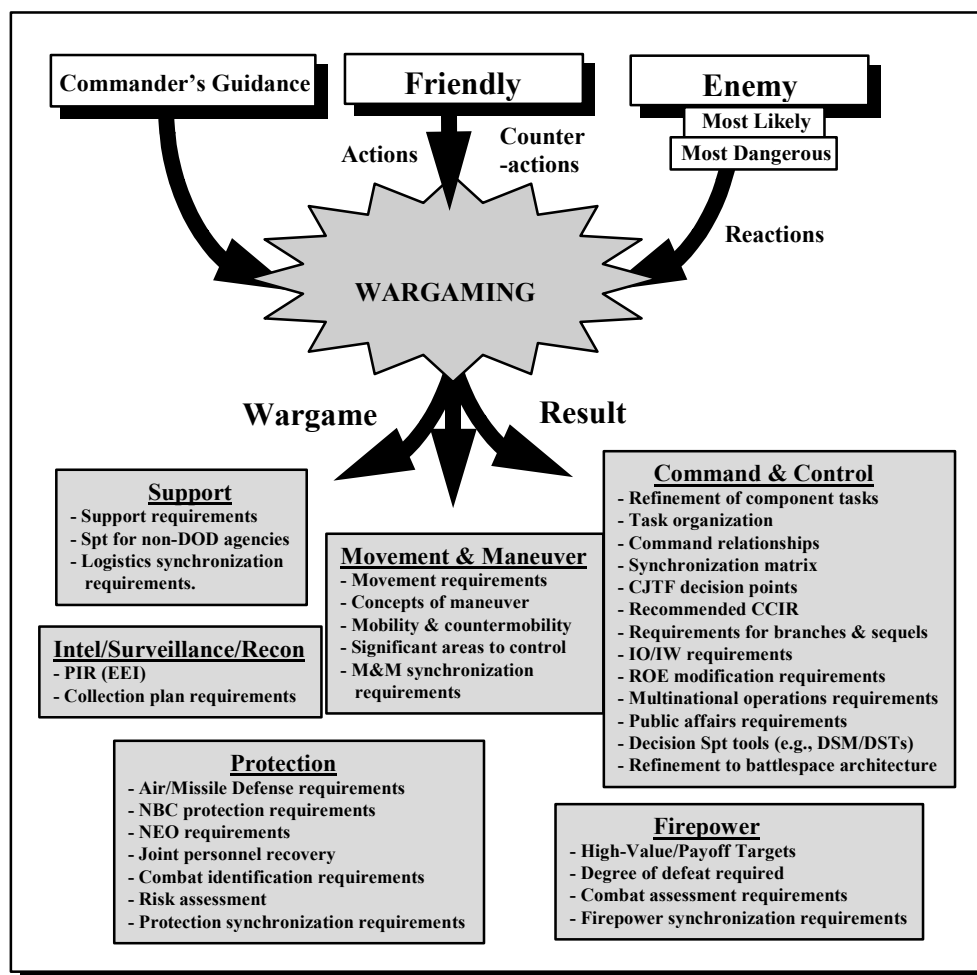 Commander's Guidance
Friendly
Enemy
Most Likely
Most Dangerous
Actions
Counter
-actions
Reactions
WARGAMING
Wargame
Result
Support
- Support requirements
- Spt for non-DOD agencies
- Logistics synchronization
requirements.
Intel/Surveillance/Recon
- PIR (EEI)
- Collection plan requirements
Movement & Maneuver
- Movement requirements
- Concepts of maneuver
- Mobility & countermobility
- Significant areas to control
- M&M synchronization
requirements
Command & Control
- Refinement of component tasks
- Task organization
- Command relationships
- Synchronization matrix
- CJTF decision points
- Recommended CCIR
- Requirements for branches & sequels
- IO/IW requirements
- ROE modification requirements
- Multinational operations requirements
- Public affairs requirements
- Decision Spt tools (e.g., DSM/DSTs)
- Refinement to battlespace architecture
Protection
- Air/Missile Defense requirements
- NBC protection requirements
- NEO requirements
- Joint personnel recovery
- Combat identification requirements
- Risk assessment
- Protection synchronization requirements
Firepower
- High-Value/Payoff Targets
- Degree of defeat required
- Combat assessment requirements
- Firepower synchronization requirements